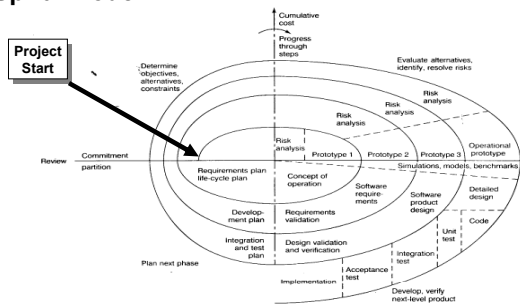 Project
Start
Cumulative
cost
Progress
through
steps
Determine
objectives,
alternatives,
constraints
Evaluate alternatives,
identify, resolve risks
Risk
analysis
Risk
analysis
Risk
analysis
Risk
analysis
Review
Commitment
partition
Prototype 1
Prototype 2
Prototype 3
Operational
prototype
Simulations, models, benchmarks
Requirements plan
life-cycle plan
Concept of
operation
Software
require-
ments
Software
product
design
Detailed
design
Develop-
ment plan
Requirements
validation
Code
Unit
test
Integration
and test
plan
Design validation
and verification
Integration
test
Acceptance
test
Implementation
Plan next phase
Develop, verify
next-level product